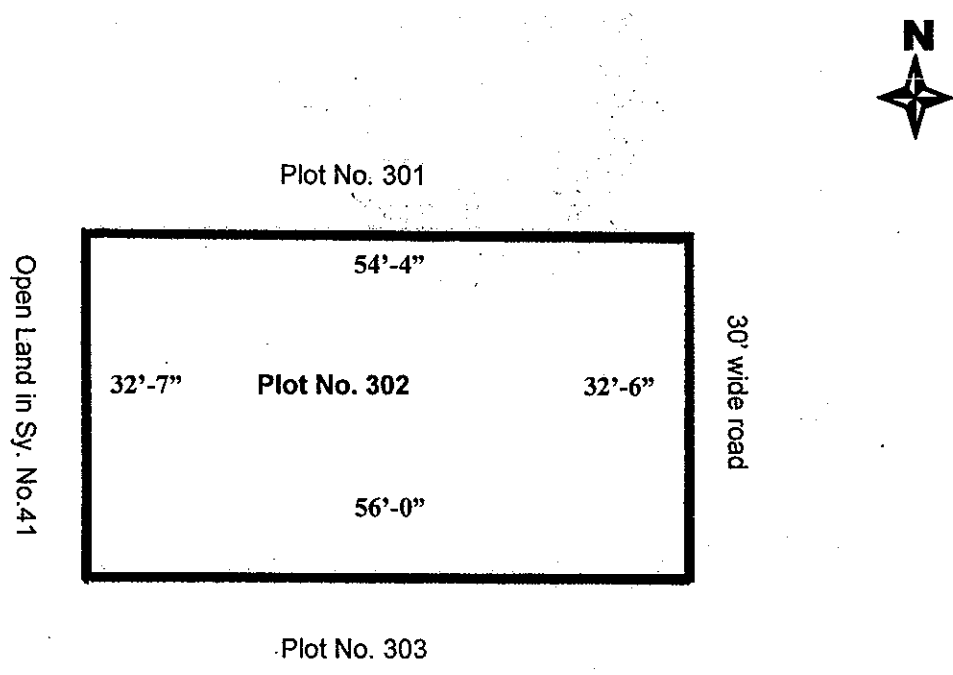 N
Plot No. 301
54’-4”
Open Land in Sy. No.41
32’-7”
Plot No. 302
32’-6”
30’ wide road
56’-0”
Plot No. 303